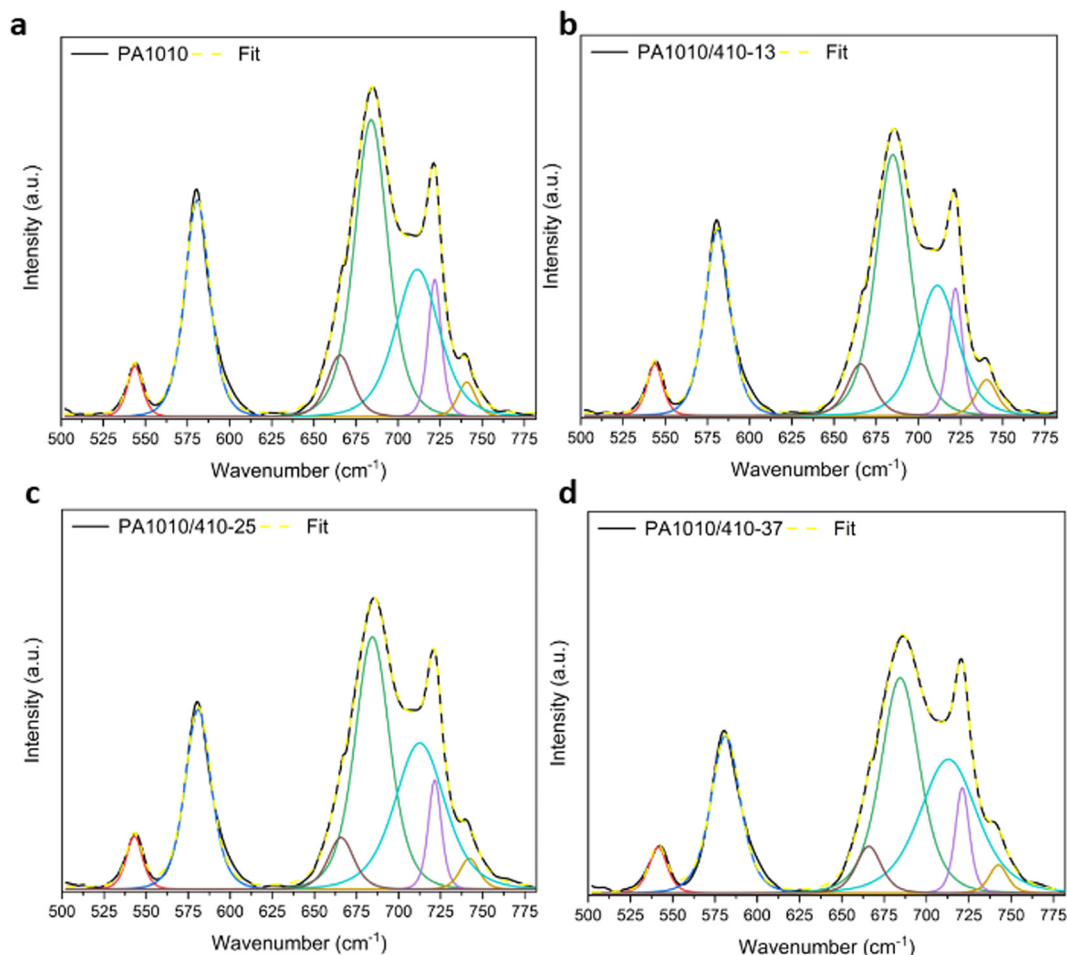 a
PA1010 Fit
Intensity (a.u.)
500 525 550 575 600 625 650 675 700 725 750 775
Wavenumber (cm-1)
b
PA1010/410-13 Fit
Intensity (a.u.)
500 525 550 575 600 625 650 675 700 725 750 775
Wavenumber (cm-1)
c
PA1010/410-25 Fit
Intensity (a.u.)
500 525 550 575 600 625 650 675 700 725 750 775
Wavenumber (cm-1)
d
PA1010/410-37 Fit
Intensity (a.u.)
500 525 550 575 600 625 650 675 700 725 750 775
Wavenumber (cm-1)